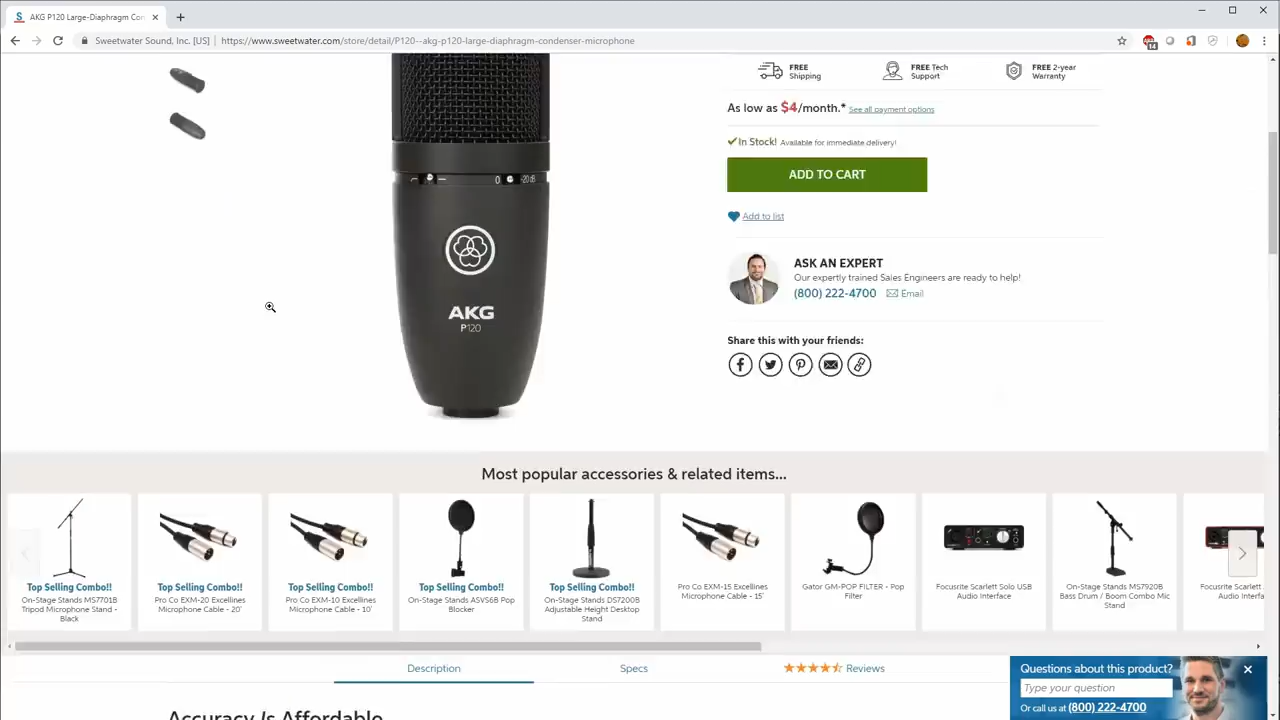 AKG P120 Large-Diaphragm Con
Sweetwater Sound, Inc. [US]
https://www.sweetwater.com/store/detail/P120--akg-p120-large-diaphragm-condenser-microphone
14
FREE
Shipping
FREE Tech
Support
FREE 2-year
Warranty
As low as $4/month.* See all payment options
In Stock! Available for immediate delivery!
ADD TO CART
Add to list
ASK AN EXPERT
Our expertly trained Sales Engineers are ready to help!
(800) 222-4700 Email
Share this with your friends:
0 -20dB
AKG
P120
Most popular accessories & related items...
Top Selling Combo!!
On-Stage Stands MS7701B
Tripod Microphone Stand -
Black
Top Selling Combo!!
Pro Co EXM-20 Excellines
Microphone Cable - 20'
Top Selling Combo!!
Pro Co EXM-10 Excellines
Microphone Cable - 10'
Top Selling Combo!!
On-Stage Stands ASVS6B Pop
Blocker
Top Selling Combo!!
On-Stage Stands DS7200B
Adjustable Height Desktop
Stand
Pro Co EXM-15 Excellines
Microphone Cable - 15'
Gator GM-POP FILTER - Pop
Filter
Focusrite Scarlett Solo USB
Audio Interface
On-Stage Stands MS7920B
Bass Drum / Boom Combo Mic
Stand
Focusrite Scarlett
Audio Interfa
Description
Specs
Reviews
Accuracy Is Affordable
Questions about this product?
Type your question
Or call us at (800) 222-4700